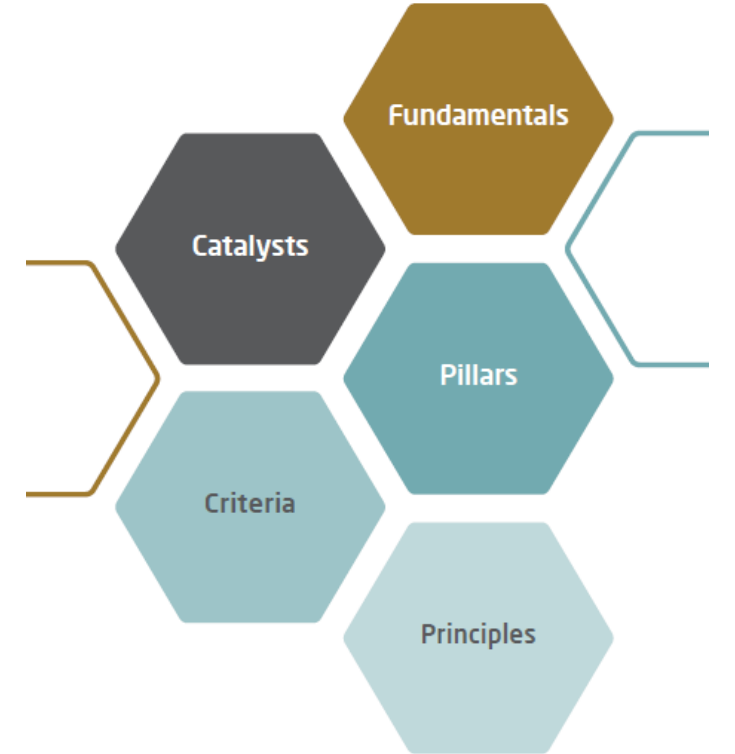 Fundamentals
Catalysts
Pillars
Criteria
Principles